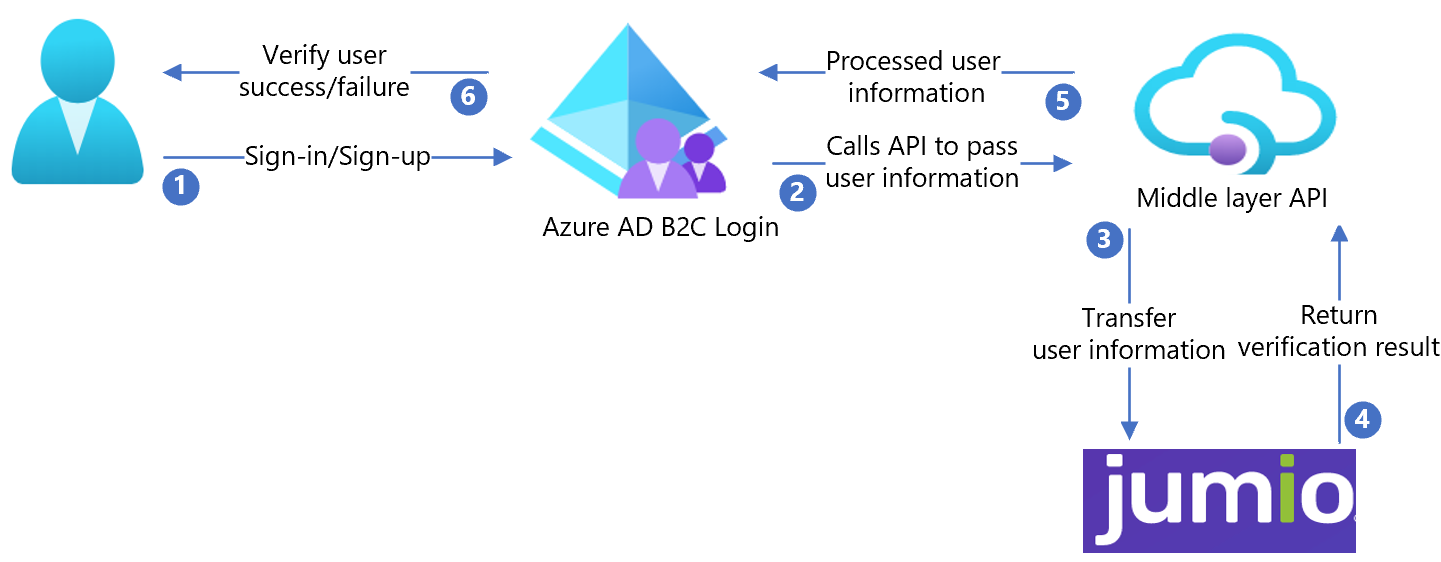 Verify user
success/failure
6
Sign-in/Sign-up
1
Azure AD B2C Login
Processed user
information
5
Calls API to pass
user information
2
Middle layer API
3
Transfer
user information
Return
verification result
4
jumio